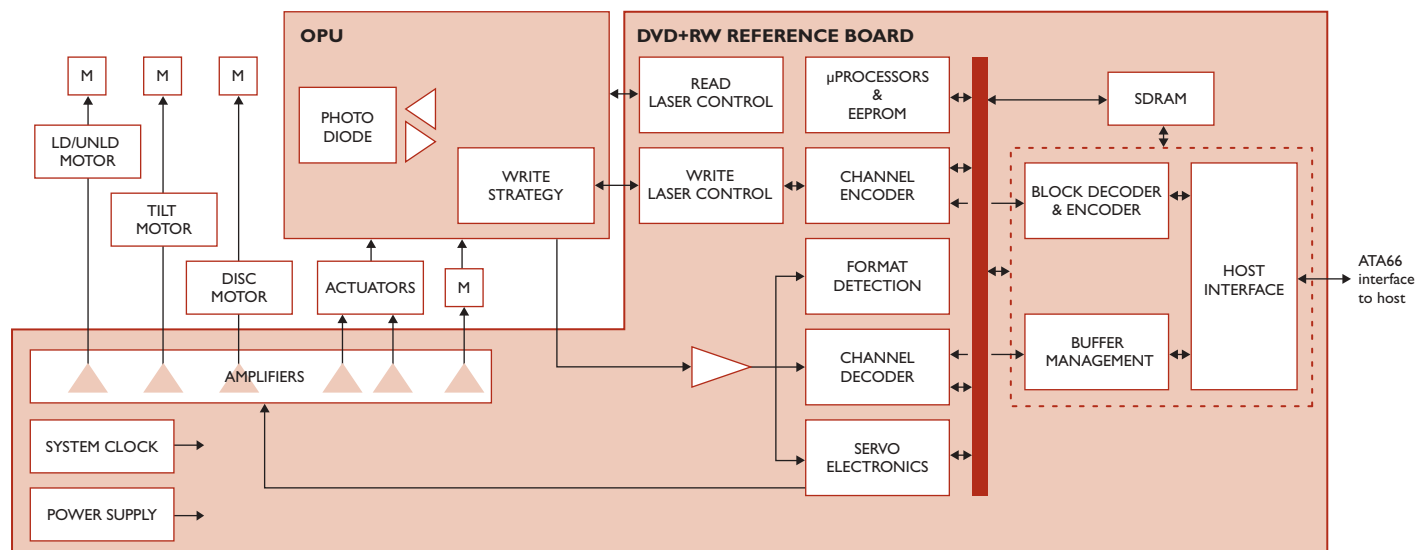 OPU
DVD+RW REFERENCE BOARD
M
M
M
READ
LASER CONTROL
µPROCESSORS
&
EEPROM
SDRAM
PHOTO
DIODE
LD/UNLD
MOTOR
WRITE
STRATEGY
WRITE
LASER CONTROL
CHANNEL
ENCODER
BLOCK DECODER
& ENCODER
TILT
MOTOR
DISC
MOTOR
ACTUATORS
M
FORMAT
DETECTION
HOST
INTERFACE
ATA66
interface
to host
AMPLIFIERS
CHANNEL
DECODER
BUFFER
MANAGEMENT
SYSTEM CLOCK
SERVO
ELECTRONICS
POWER SUPPLY